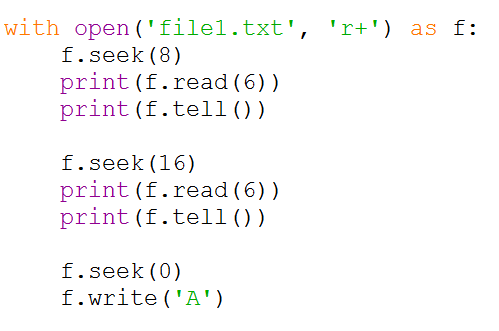 with open('file1.txt', 'r+') as f:
    f.seek(8)
    print(f.read(6))
    print(f.tell())

    f.seek(16)
    print(f.read(6))
    print(f.tell())

    f.seek(0)
    f.write('A')